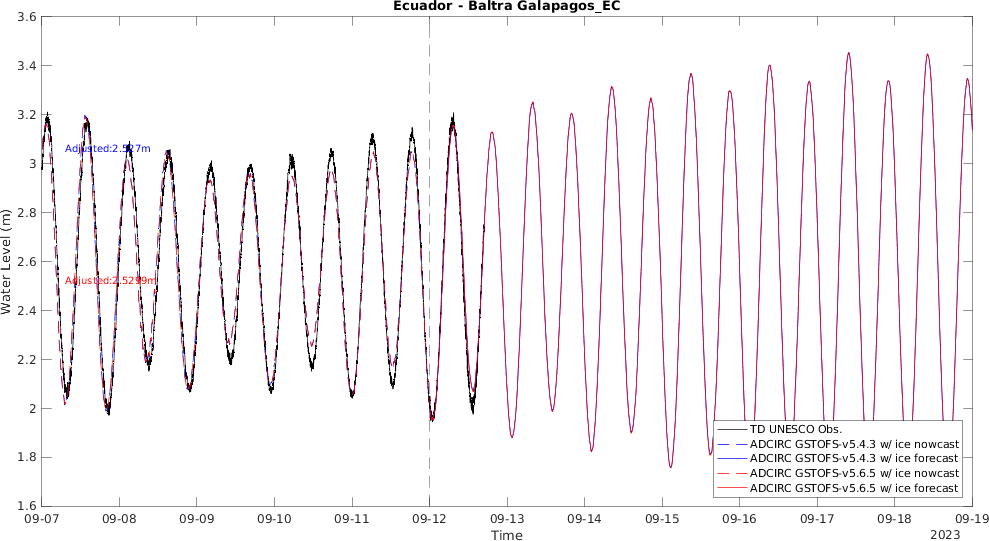 Ecuador - Baltra Galapagos_EC
3.6
3.4
3.2
3
2.8
2.6
2.4
2.2
2
1.8
1.6
Water Level (m)
Adjusted:2.527m
Adjusted:2.5299m
TD UNESCO Obs.
ADCIRC GSTOFS-v5.4.3 w/ ice nowcast
ADCIRC GSTOFS-v5.4.3 w/ ice forecast
ADCIRC GSTOFS-v5.6.5 w/ ice nowcast
ADCIRC GSTOFS-v5.6.5 w/ ice forecast
09-07 09-08 09-09 09-10 09-11 09-12 09-13 09-14 09-15 09-16 09-17 09-18 09-19
Time
2023